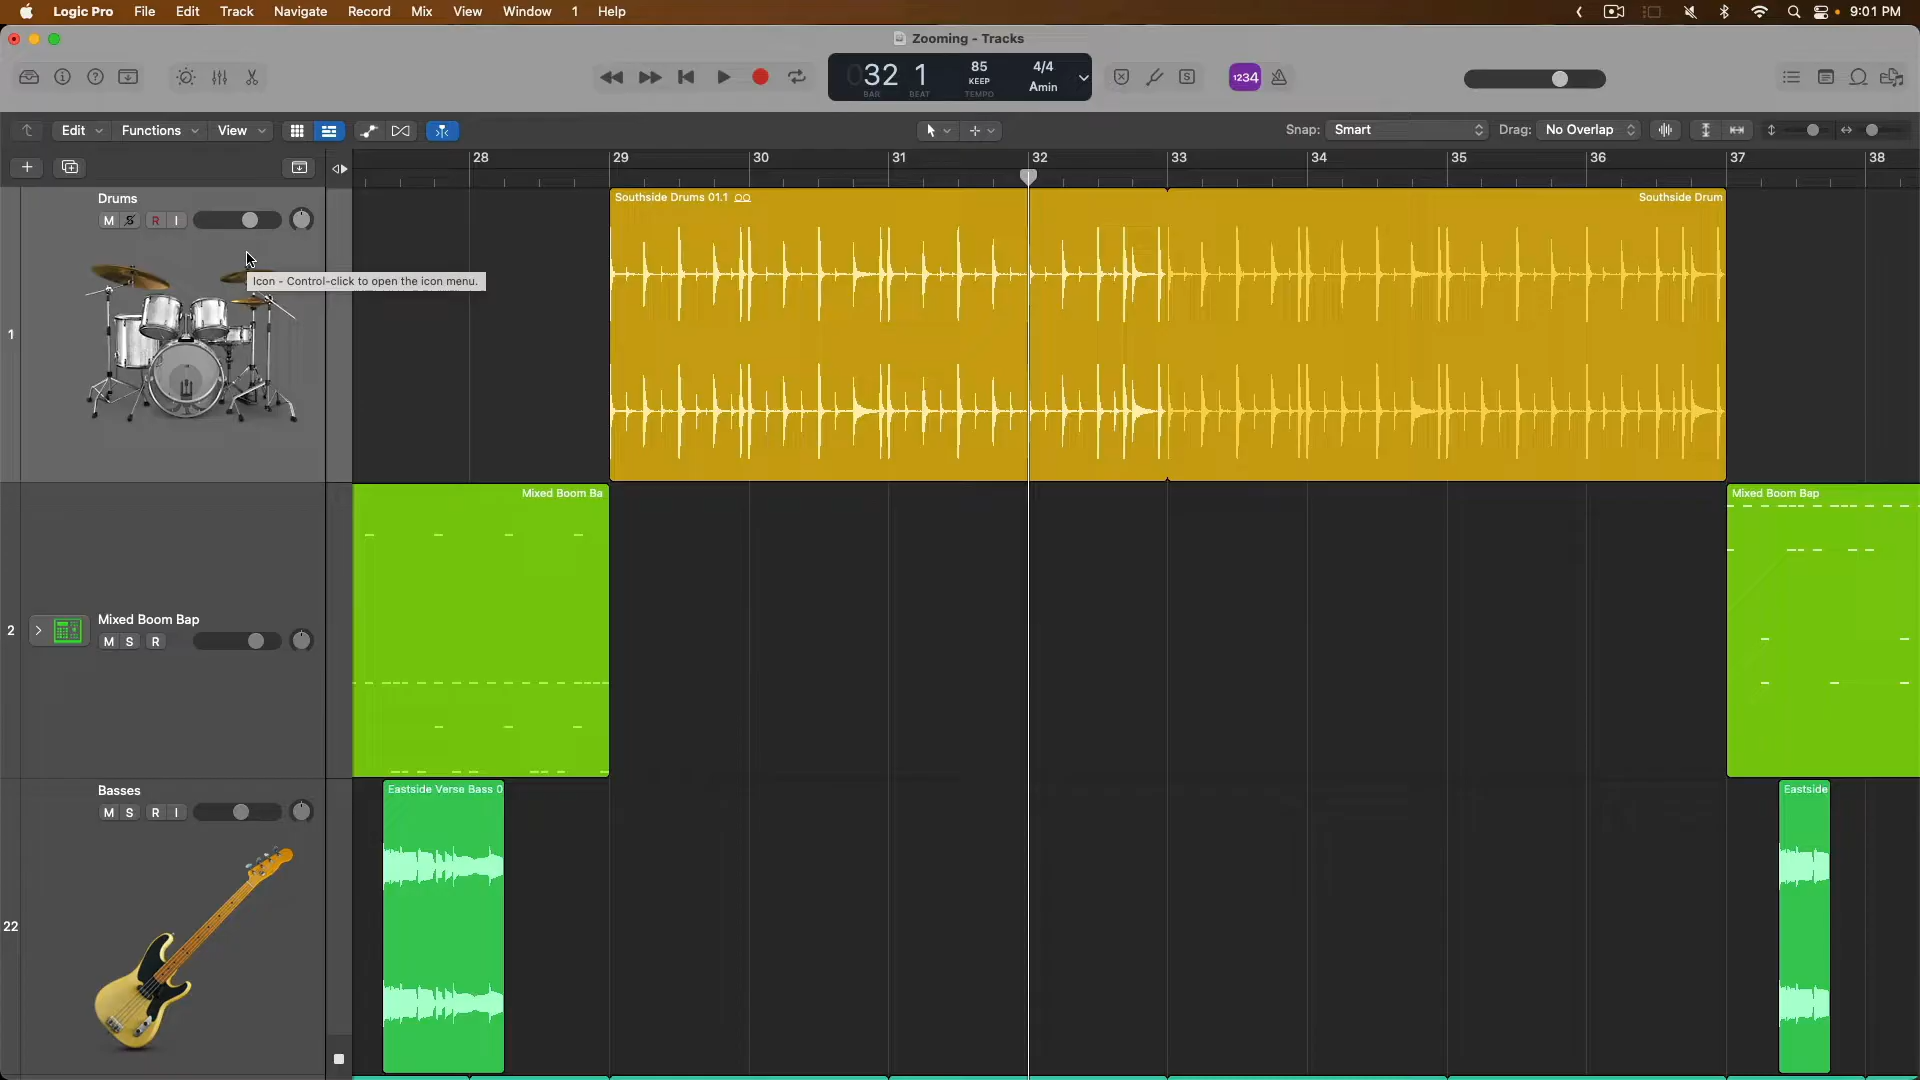 Logic Pro File Edit Track Navigate Record Mix View Window 1 Help 9:01 PM
Zooming - Tracks
032 1 85 KEEP 4/4 Amin
BAR BEAT TEMPO
S 1234
Edit Functions View Snap: Smart Drag: No Overlap
28 29 30 31 32 33 34 35 36 37 38
Drums
M S R I
Icon - Control-click to open the icon menu.
1
Southside Drums 01.1
Southside Drum
Mixed Boom Ba
Mixed Boom Bap
2
Mixed Boom Bap
M S R
Basses
M S R I
22
Eastside Verse Bass 0
Eastside